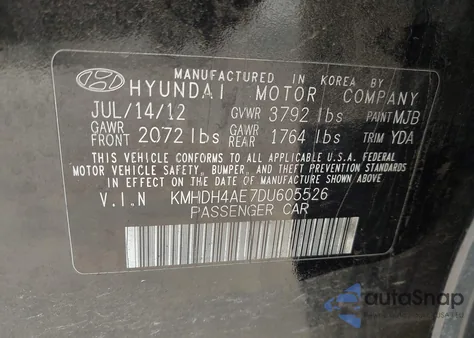 MANUFACTURED IN KOREA BY
HYUNDAI MOTOR COMPANY
JUL/14/12 GVWR 3792 lbs PAINT MJB
GAWR FRONT 2072 lbs GAWR REAR 1764 lbs TRIM YDA
THIS VEHICLE CONFORMS TO ALL APPLICABLE U.S.A. FEDERAL
MOTOR VEHICLE SAFETY, BUMPER, AND THEFT PREVENTION STANDARDS
IN EFFECT ON THE DATE OF MANUFACTURE SHOWN ABOVE.
V.I.N KMHDH4AE7DU605526
PASSENGER CAR
autoSnap